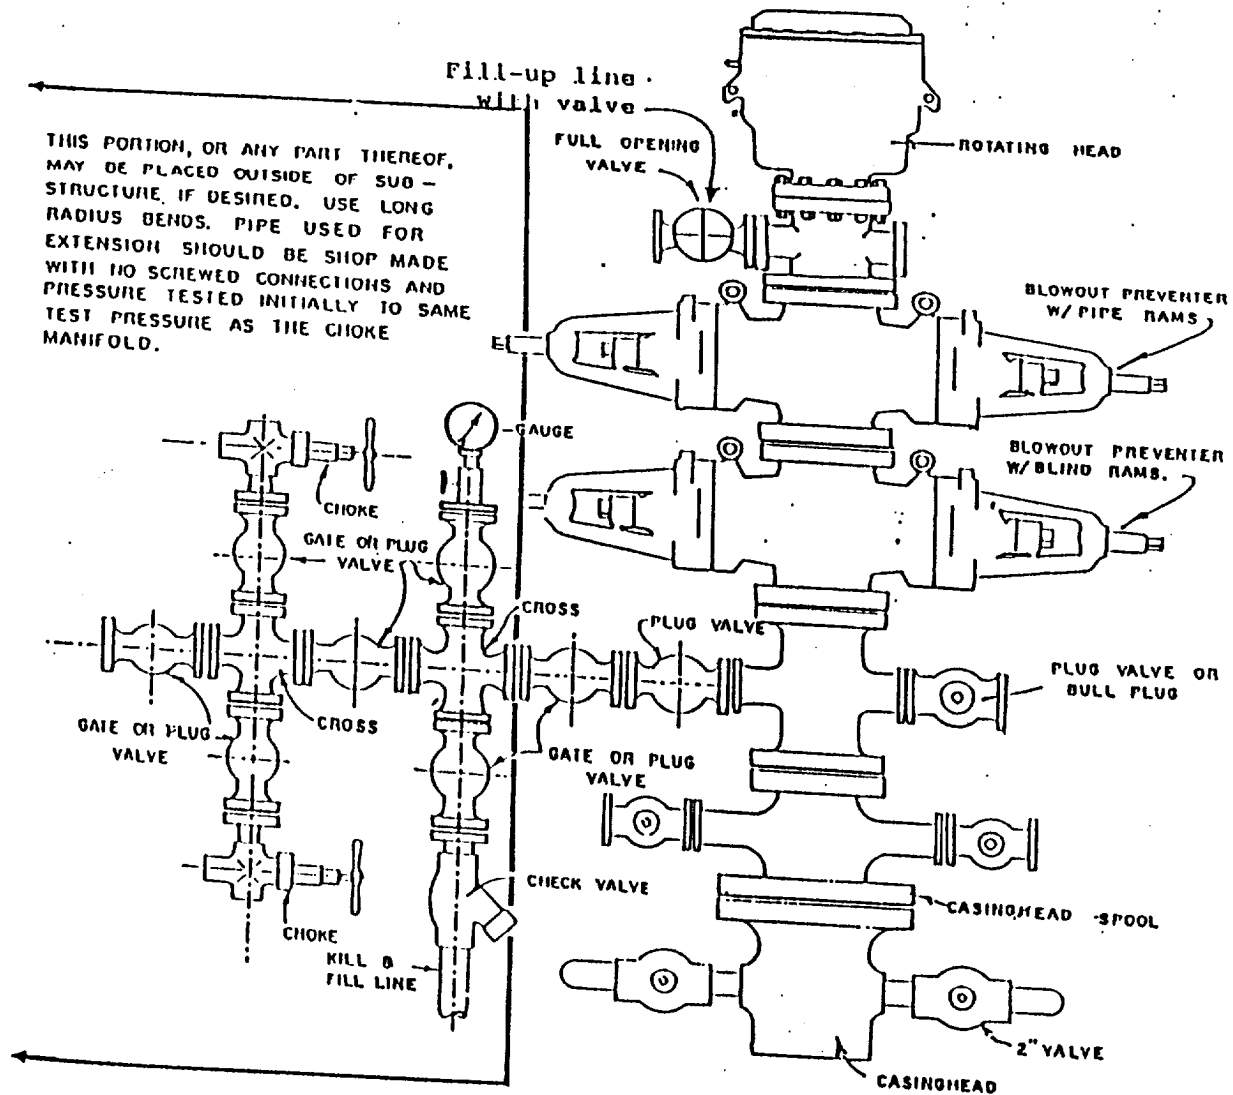 Fill-up line
with valve
FULL OPENING
VALVE
ROTATING HEAD
THIS PORTION, OR ANY PART THEREOF,
MAY BE PLACED OUTSIDE OF SUB -
STRUCTURE, IF DESIRED. USE LONG
RADIUS BENDS. PIPE USED FOR
EXTENSION SHOULD BE SHOP MADE
WITH NO SCREWED CONNECTIONS AND
PRESSURE TESTED INITIALLY TO SAME
TEST PRESSURE AS THE CHOKE
MANIFOLD.
BLOWOUT PREVENTER
W/ PIPE RAMS
GAUGE
BLOWOUT PREVENTER
W/ BLIND RAMS.
CHOKE
GATE OR PLUG
VALVE
CROSS
PLUG VALVE
PLUG VALVE OR
BULL PLUG
CROSS
GATE OR PLUG
VALVE
GATE OR PLUG
VALVE
CHECK VALVE
CASINGHEAD SPOOL
CHOKE
KILL &
FILL LINE
2" VALVE
CASINGHEAD